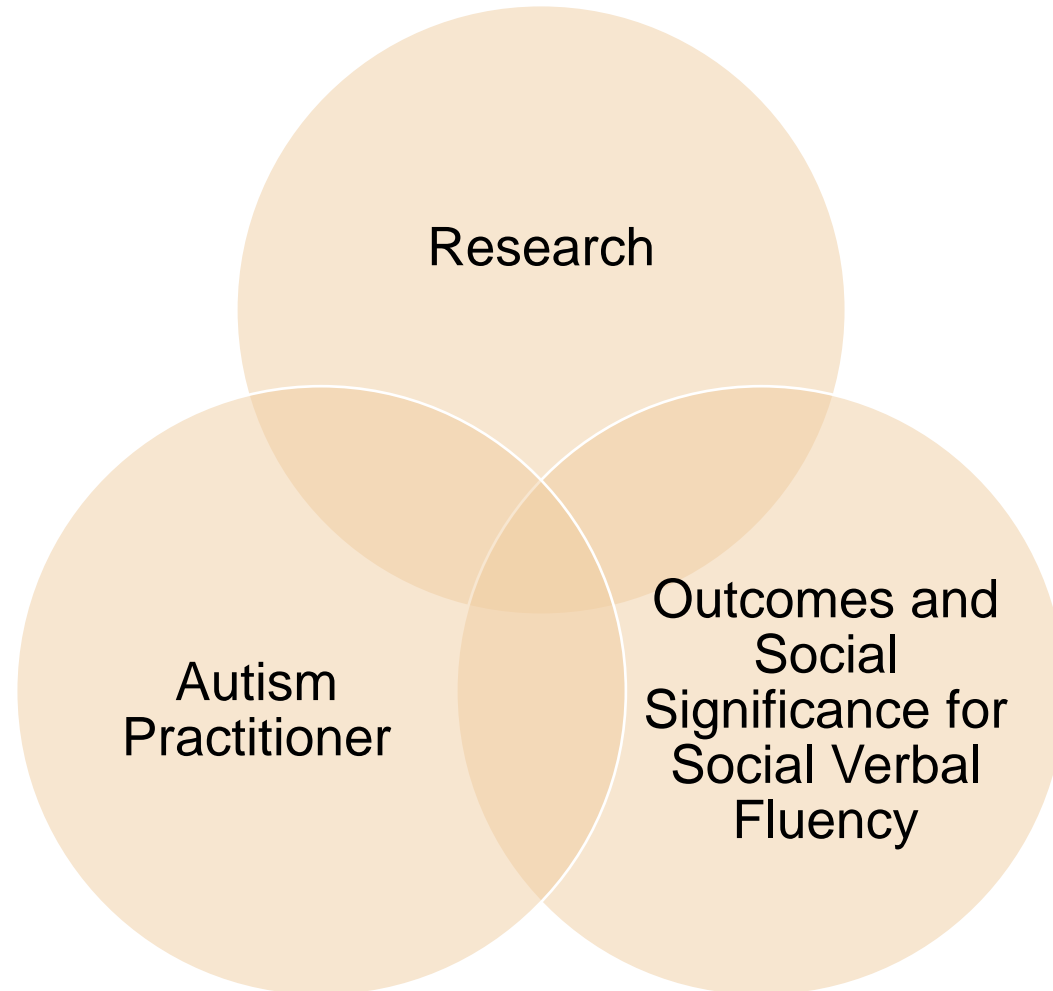 Research
Autism
Practitioner
Outcomes and
Social
Significance for
Social Verbal
Fluency